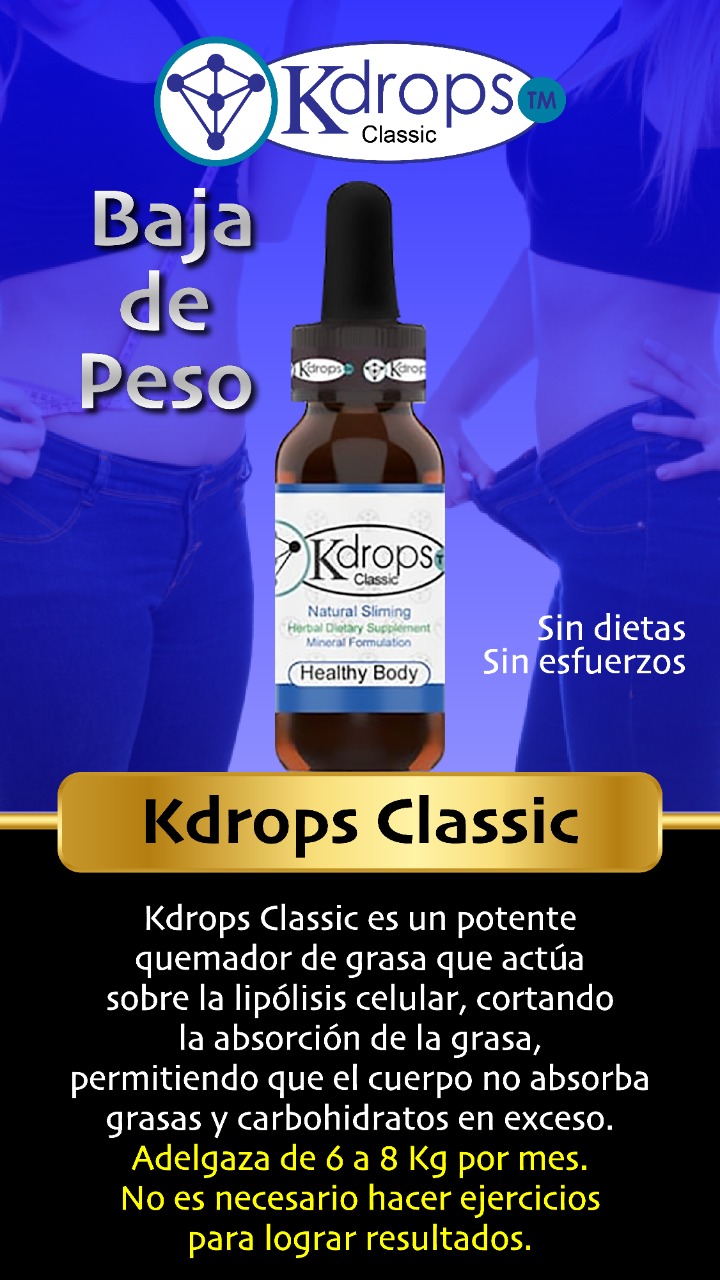 Kdrops TM
Classic
Baja
de
Peso
Kdrops
Kdrop
Kdrops
Classic
Natural Sliming
Herbal Dietary Supplement
Mineral Formulation
Healthy Body
Sin dietas
Sin esfuerzos
Kdrops Classic
Kdrops Classic es un potente
quemador de grasa que actúa
sobre la lipólisis celular, cortando
la absorción de la grasa,
permitiendo que el cuerpo no absorba
grasas y carbohidratos en exceso.
Adelgaza de 6 a 8 Kg por mes.
No es necesario hacer ejercicios
para lograr resultados.